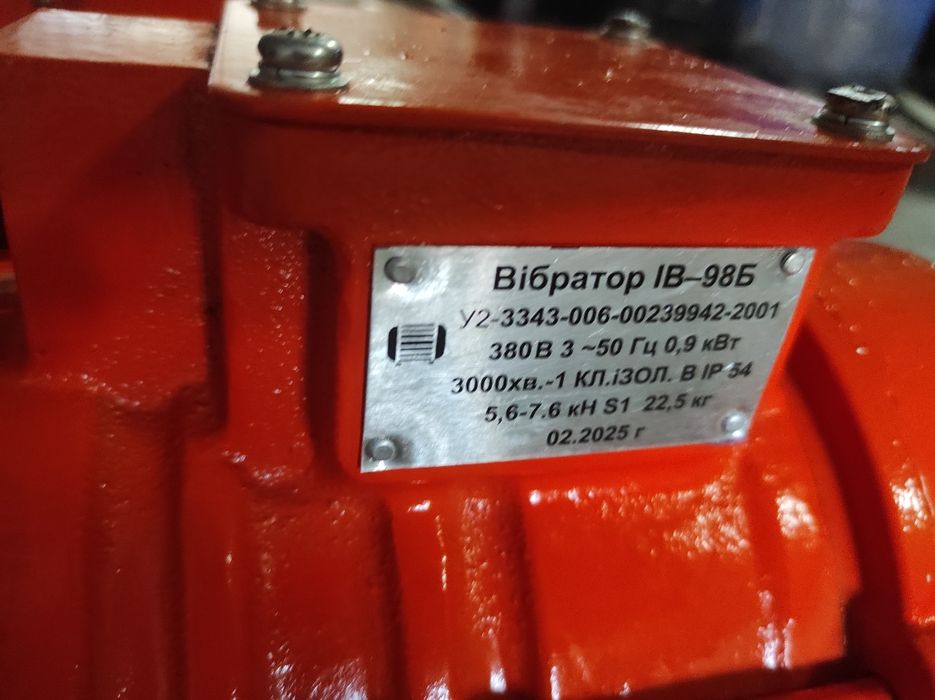 Вібратор ІВ–98Б
У2-3343-006-00239942-2001
380В 3 ~50 Гц 0,9 кВт
3000хв.-1 КЛ.іЗОЛ. В IP 54
5,6-7.6 кН S1 22,5 кг
02.2025 г